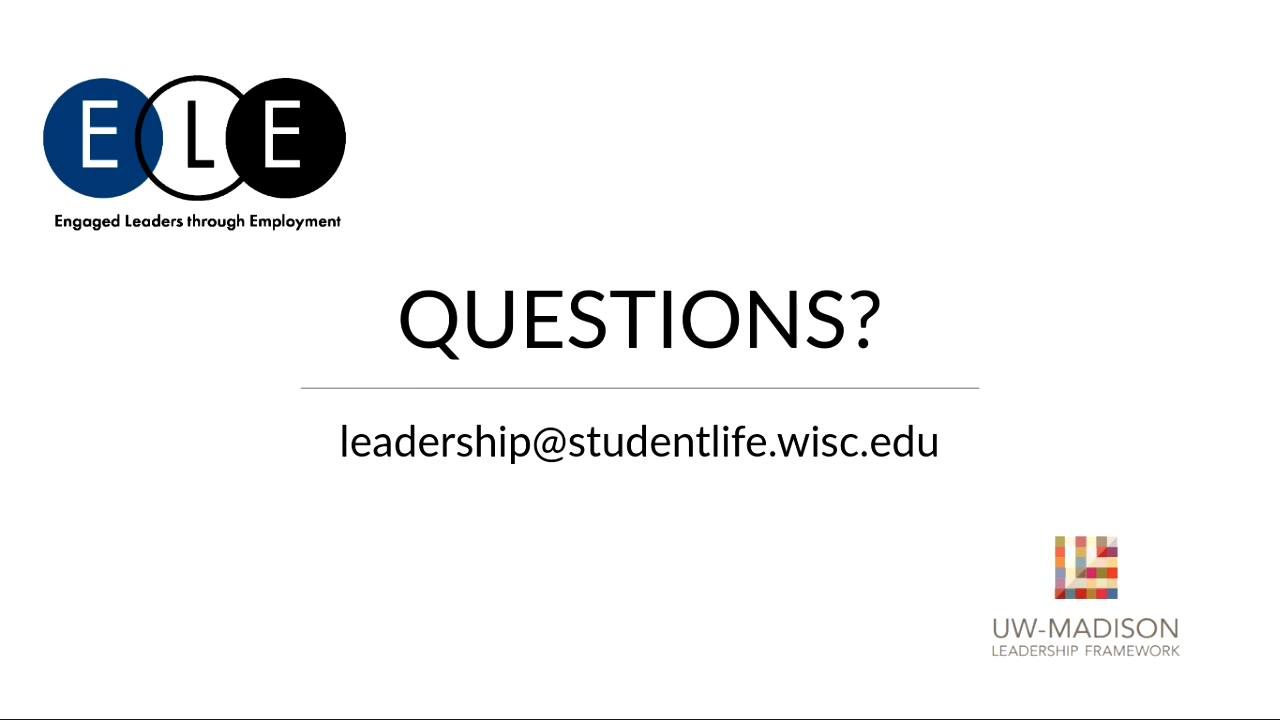 E L E
Engaged Leaders through Employment
QUESTIONS?
leadership@studentlife.wisc.edu
UW-MADISON
LEADERSHIP FRAMEWORK